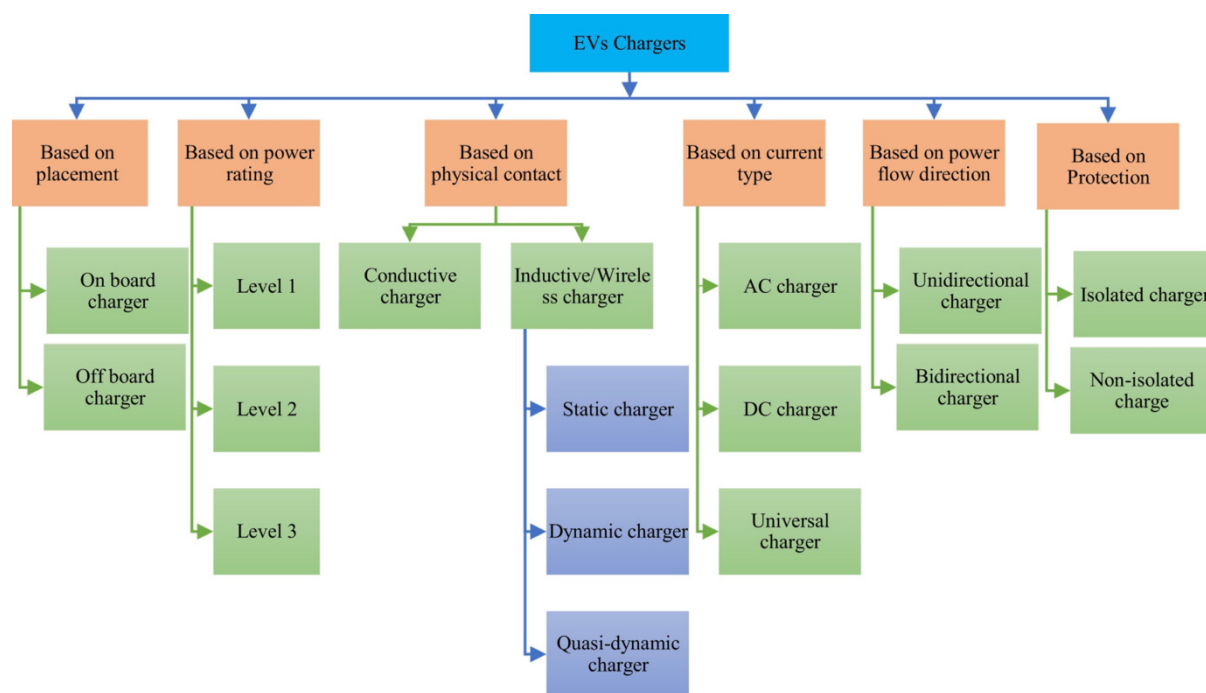 EVs Chargers
Based on
placement
On board
charger
Off board
charger
Based on power
rating
Level 1
Level 2
Level 3
Based on
physical contact
Conductive
charger
Inductive/Wirele
ss charger
Static charger
Dynamic charger
Quasi-dynamic
charger
Based on current
type
AC charger
DC charger
Universal
charger
Based on power
flow direction
Unidirectional
charger
Bidirectional
charger
Based on
Protection
Isolated charger
Non-isolated
charge